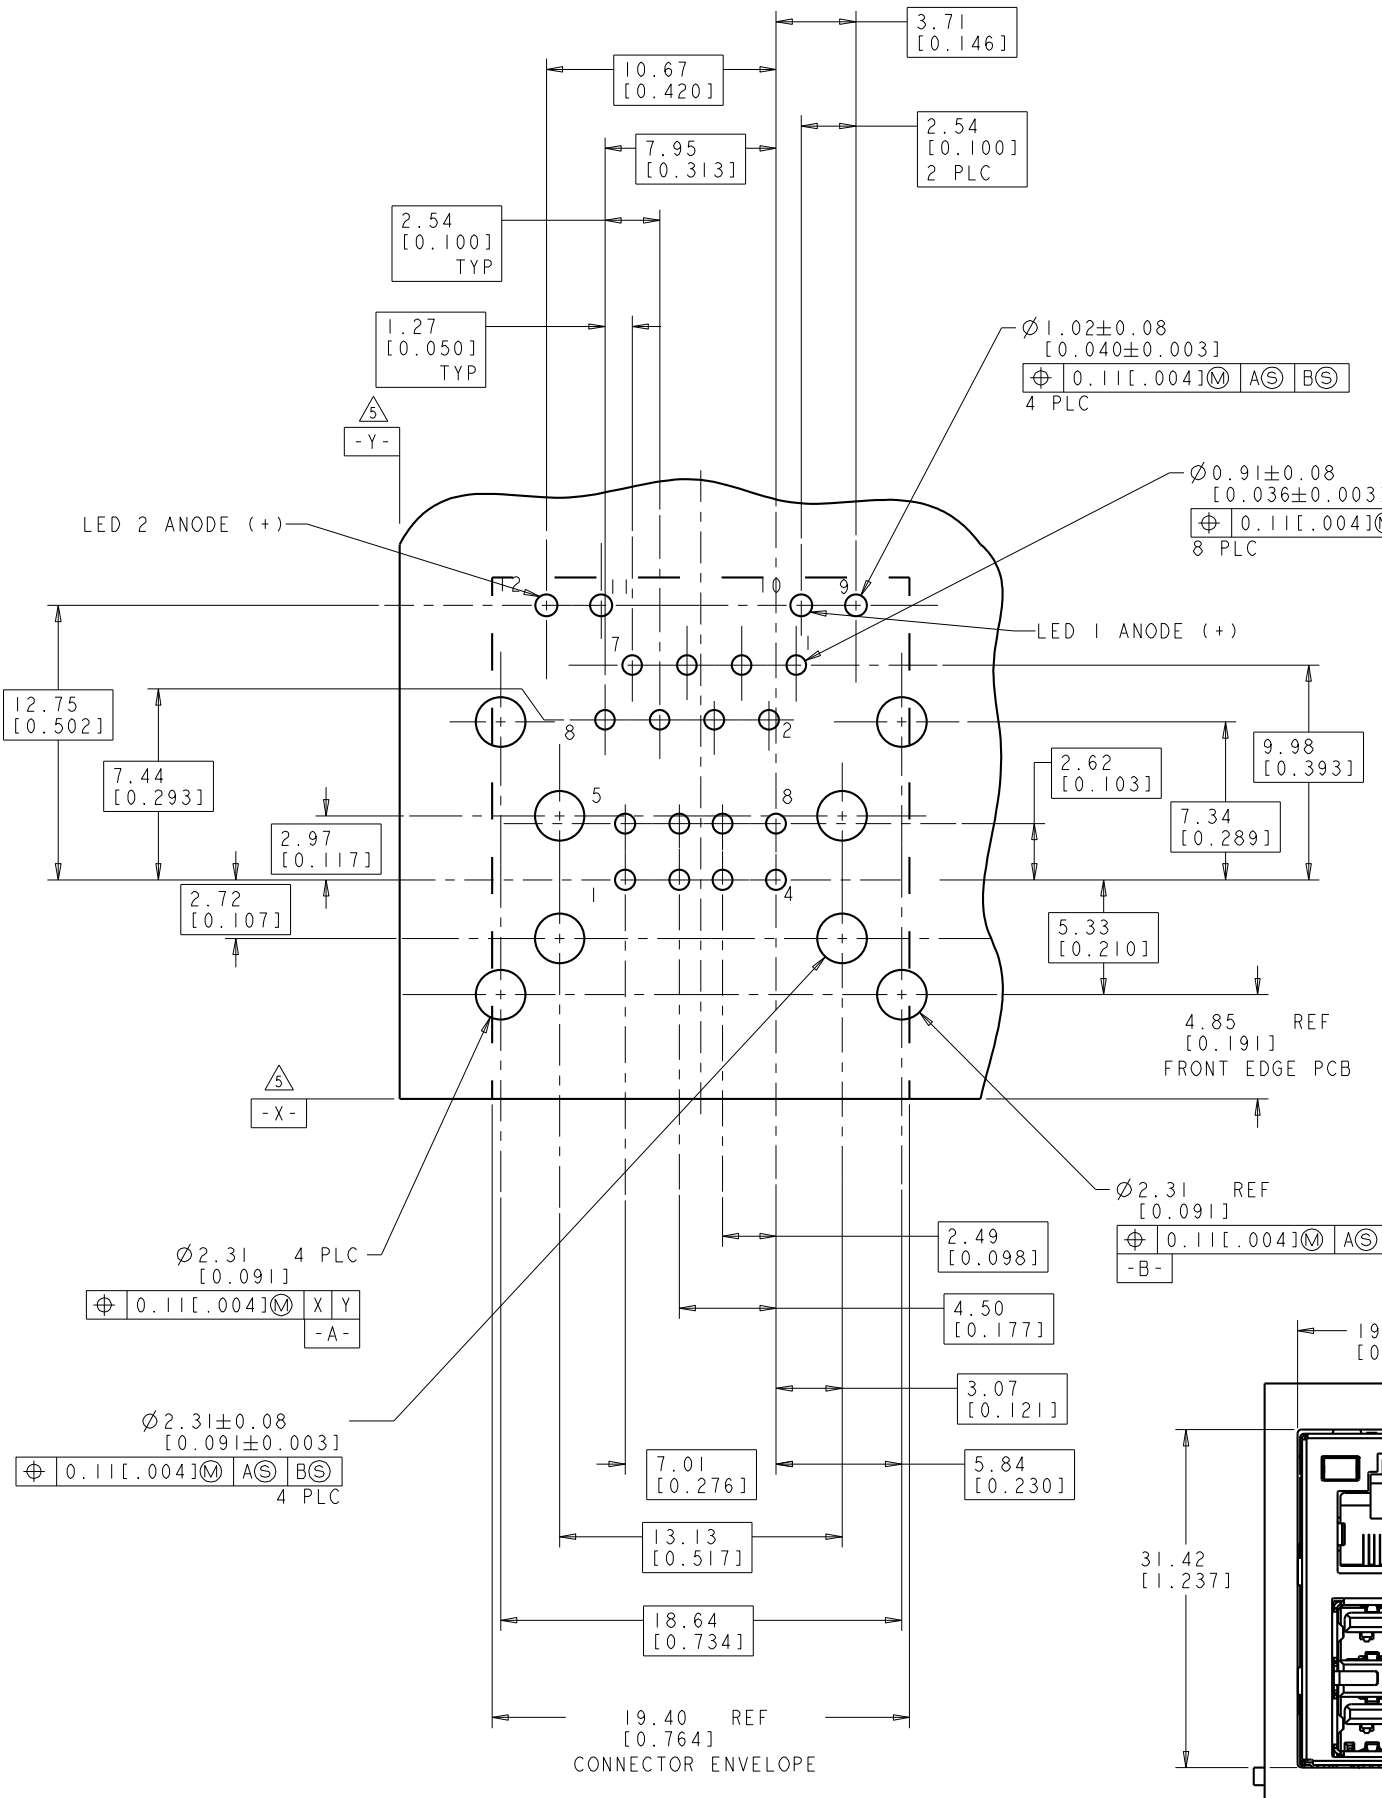 3.71
[0.146]
10.67
[0.420]
2.54
[0.100]
2 PLC
7.95
[0.313]
2.54
[0.100]
TYP
1.27
[0.050]
TYP
Ø1.02±0.08
[0.040±0.003]
⌖ 0.11[.004]Ⓜ AⓈ BⓈ
4 PLC
5
-Y-
Ø0.91±0.08
[0.036±0.003]
⌖ 0.11[.004]Ⓜ
8 PLC
LED 2 ANODE (+)
12 11 10 9
LED 1 ANODE (+)
7 1
12.75
[0.502]
8 2
7.44
[0.293]
9.98
[0.393]
2.62
[0.103]
5 8
7.34
[0.289]
2.97
[0.117]
1 4
2.72
[0.107]
5.33
[0.210]
4.85 REF
[0.191]
FRONT EDGE PCB
5
-X-
Ø2.31 REF
[0.091]
⌖ 0.11[.004]Ⓜ AⓈ
-B-
2.49
[0.098]
Ø2.31 4 PLC
[0.091]
⌖ 0.11[.004]Ⓜ X Y
-A-
4.50
[0.177]
19
[0
3.07
[0.121]
Ø2.31±0.08
[0.091±0.003]
⌖ 0.11[.004]Ⓜ AⓈ BⓈ
4 PLC
7.01
[0.276]
5.84
[0.230]
13.13
[0.517]
31.42
[1.237]
18.64
[0.734]
19.40 REF
[0.764]
CONNECTOR ENVELOPE